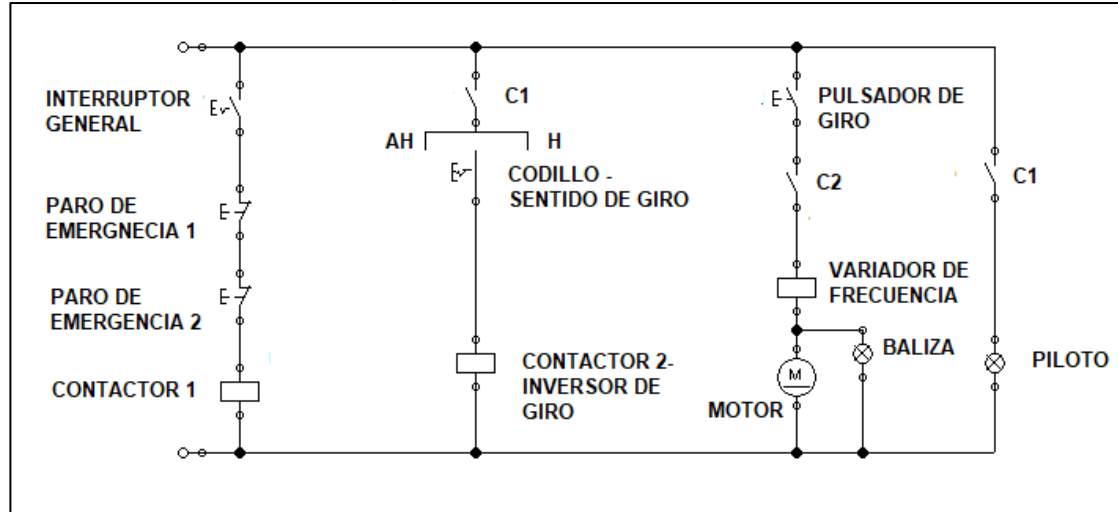 INTERRUPTOR
GENERAL
PARO DE
EMERGNECIA 1
PARO DE
EMERGENCIA 2
CONTACTOR 1
C1
AH
H
CODILLO -
SENTIDO DE GIRO
CONTACTOR 2-
INVERSOR DE
GIRO
PULSADOR DE
GIRO
C2
VARIADOR DE
FRECUENCIA
BALIZA
M
MOTOR
C1
PILOTO